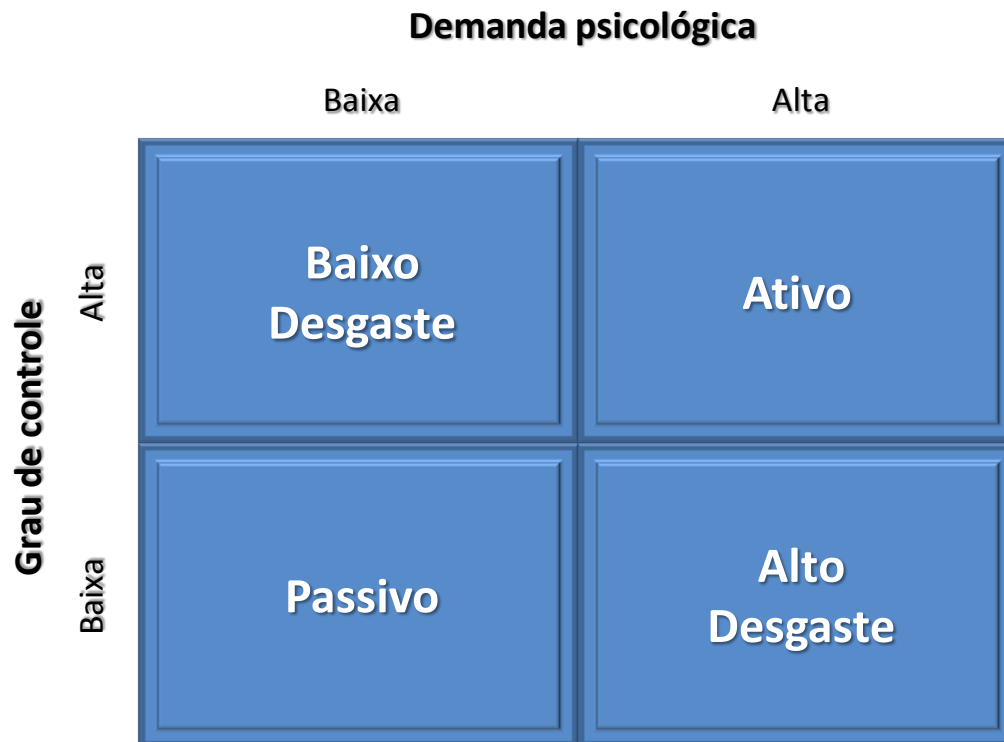 Demanda psicológica
Baixa
Alta
Grau de controle
Alta
Baixo
Desgaste
Ativo
Baixa
Passivo
Alto
Desgaste